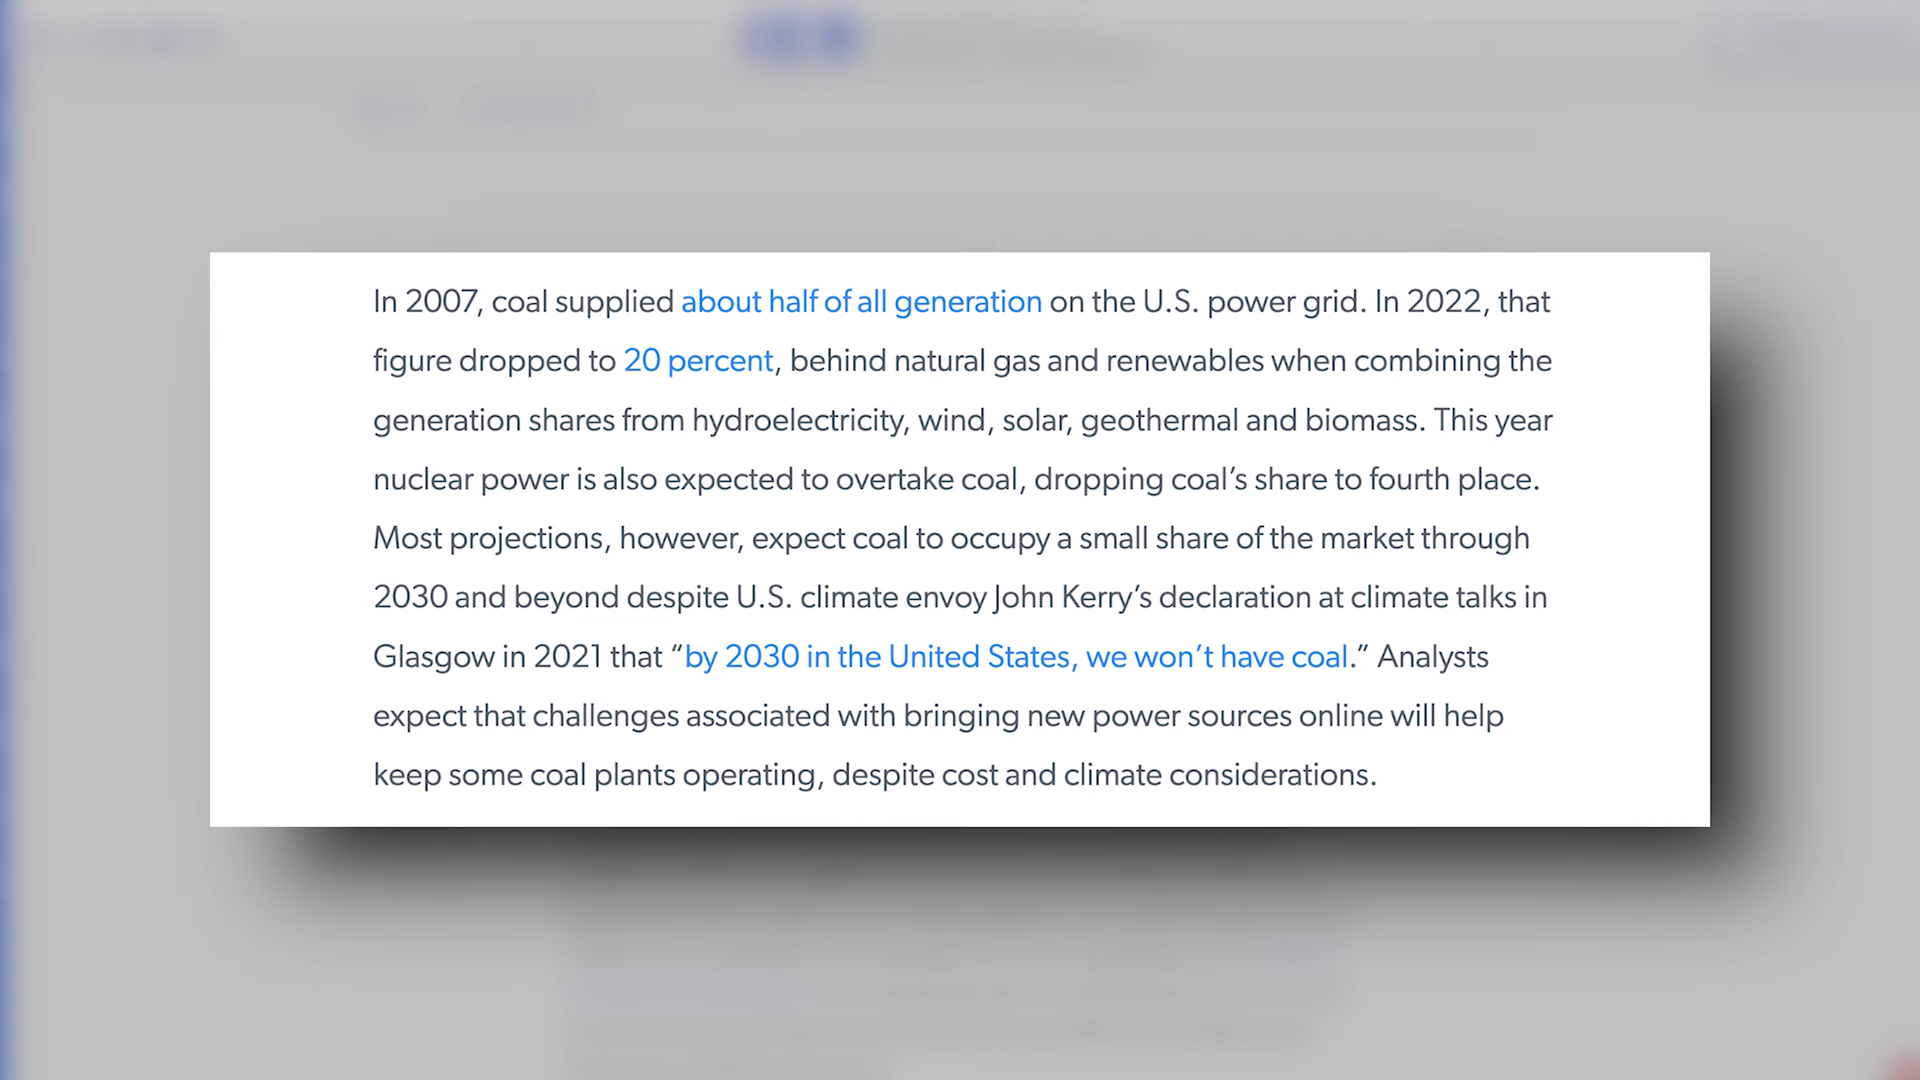 In 2007, coal supplied about half of all generation on the U.S. power grid. In 2022, that
figure dropped to 20 percent, behind natural gas and renewables when combining the
generation shares from hydroelectricity, wind, solar, geothermal and biomass. This year
nuclear power is also expected to overtake coal, dropping coal’s share to fourth place.
Most projections, however, expect coal to occupy a small share of the market through
2030 and beyond despite U.S. climate envoy John Kerry’s declaration at climate talks in
Glasgow in 2021 that “by 2030 in the United States, we won’t have coal.” Analysts
expect that challenges associated with bringing new power sources online will help
keep some coal plants operating, despite cost and climate considerations.